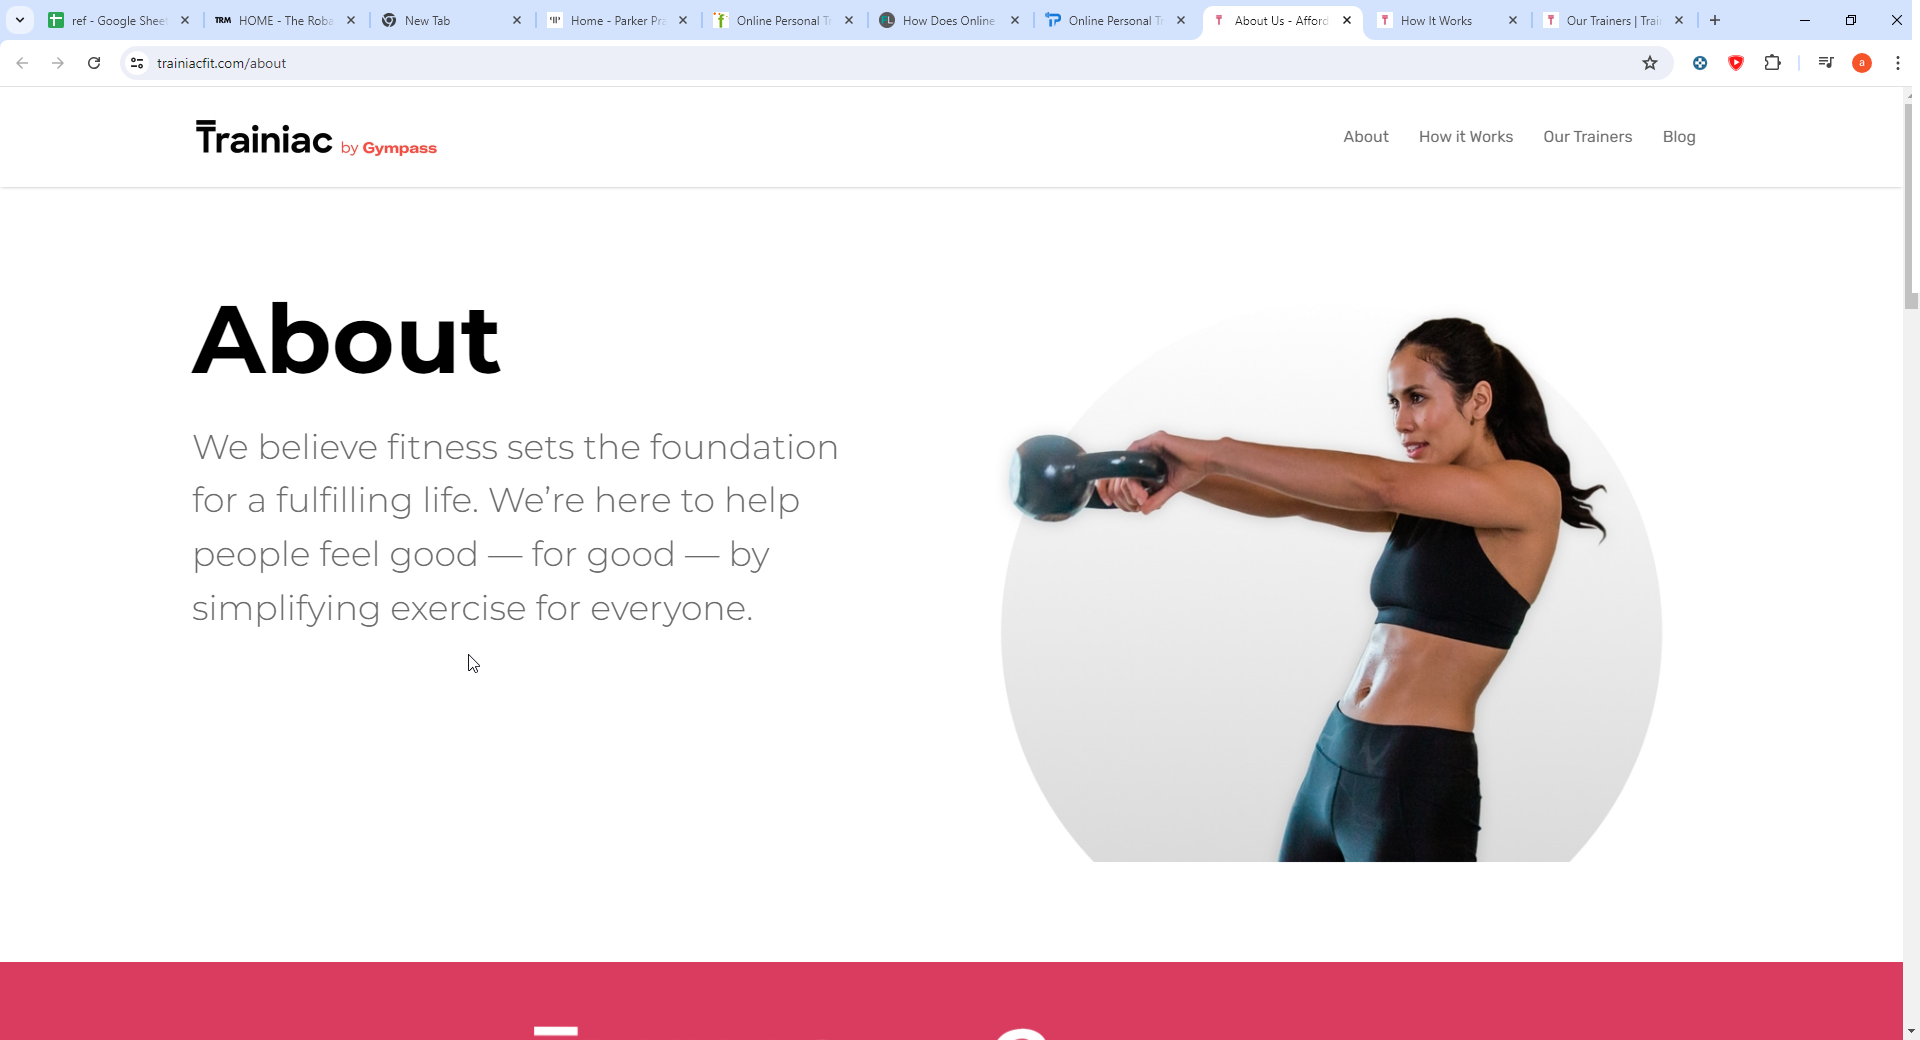 ref - Google Shee
TRM HOME - The Roba
New Tab
Home - Parker Pra
Online Personal Tr
How Does Online
Online Personal Tr
About Us - Afford
How It Works
Our Trainers | Trai
trainiacfit.com/about
a
Trainiac by Gympass
About
How it Works
Our Trainers
Blog
About
We believe fitness sets the foundation
for a fulfilling life. We’re here to help
people feel good — for good — by
simplifying exercise for everyone.